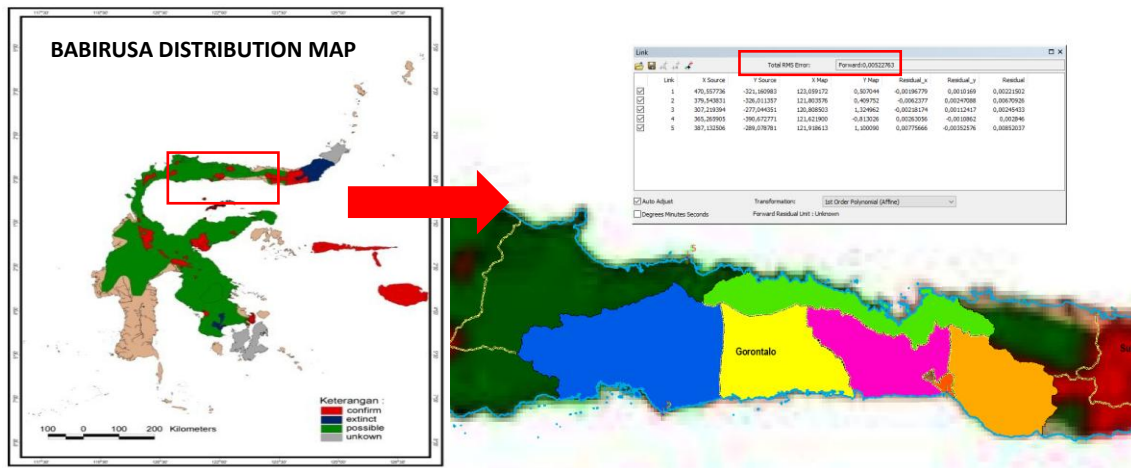 BABIRUSA DISTRIBUTION MAP
Keterangan :
confirm
extinct
possible
unkown
100 0 100 200 Kilometers
Link
Total RMS Error: Forward:0,00522763
Link X Source Y Source X Map Y Map Residual_x Residual_y Residual
1 470,557736 -321,160983 123,059172 0,507044 -0,00196779 0,0010169 0,00221502
2 379,543831 -326,011357 121,803576 0,409752 -0,0062377 0,00247088 0,00670926
3 307,219394 -277,044351 120,808503 1,324962 -0,00218174 0,00112417 0,00245433
4 365,283905 -390,672771 121,621900 -0,813026 0,00263056 -0,0010862 0,002846
5 387,132506 -289,078781 121,918613 1,100090 0,00775666 -0,00352576 0,00852037
Auto Adjust Transformation: 1st Order Polynomial (Affine)
Degrees Minutes Seconds Forward Residual Unit : Unknown
5
Gorontalo
Su
2